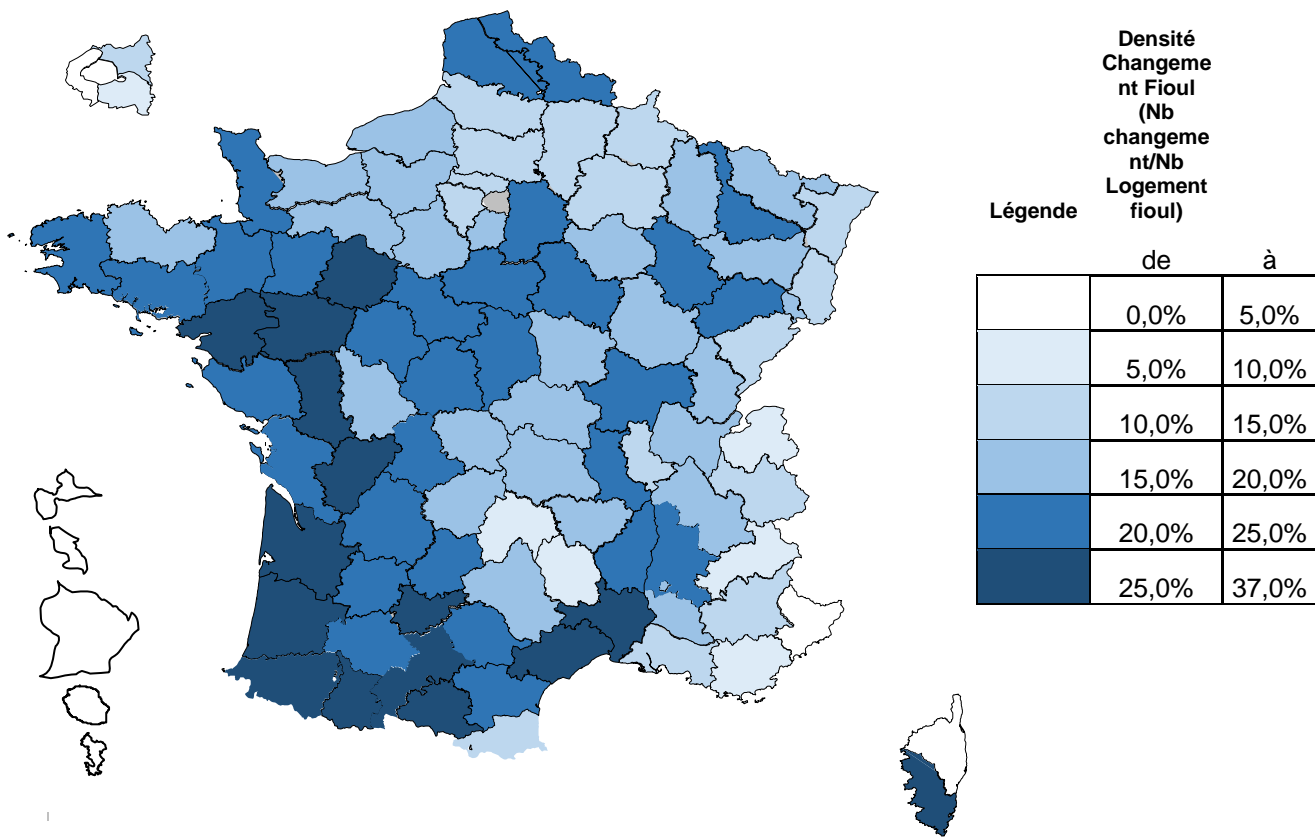 Densité
Changeme
nt Fioul
(Nb
changeme
nt/Nb
Logement
Légende fioul)
de à
0,0% 5,0%
5,0% 10,0%
10,0% 15,0%
15,0% 20,0%
20,0% 25,0%
25,0% 37,0%